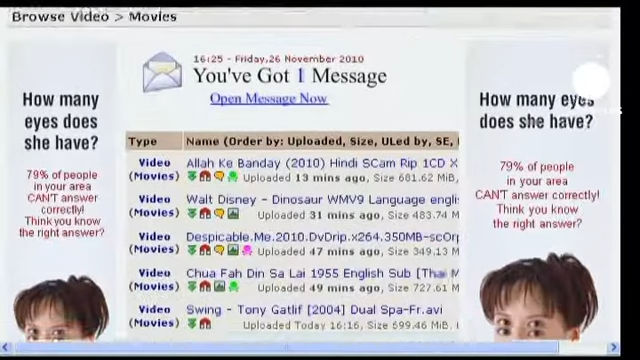 Browse Video > Movies
16:25 - Friday,26 November 2010
You've Got 1 Message
Open Message Now
How many
eyes does
she have?
79% of people
in your area
CAN'T answer
correctly!
Think you know
the right answer?
Type Name (Order by: Uploaded, Size, ULed by, SE,
Video Allah Ke Banday (2010) Hindi SCam Rip 1CD X
(Movies) Uploaded 13 mins ago, Size 681.62 MiB,
Video Walt Disney - Dinosaur WMV9 Language engli
(Movies) Uploaded 31 mins ago, Size 483.74 M
Video Despicable.Me.2010.DvDrip.x264.350MB-scOrp
(Movies) Uploaded 47 mins ago, Size 349.13 M
Video Chua Fah Din Sa Lai 1955 English Sub [Thai M
(Movies) Uploaded 49 mins ago, Size 727.61 M
Video Swing - Tony Gatlif [2004] Dual Spa-Fr.avi
(Movies) Uploaded Today 16:16, Size 699.46 MiB,
How many eyes
does she have?
79% of people
in your area
CAN'T answer correctly!
Think you know
the right answer?